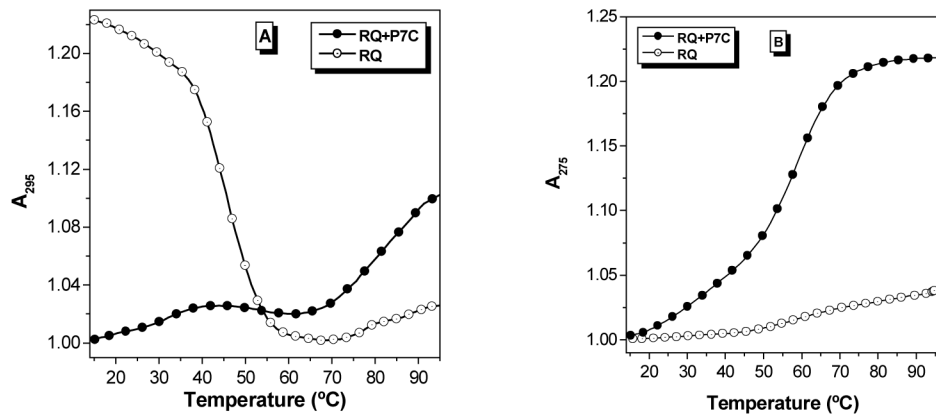 A
RQ+P7C
RQ
1.20
1.16
1.12
1.08
1.04
1.00
A295
20 30 40 50 60 70 80 90
Temperature (ºC)
B
RQ+P7C
RQ
1.25
1.20
1.15
1.10
1.05
1.00
A275
20 30 40 50 60 70 80 90
Temperature (ºC)